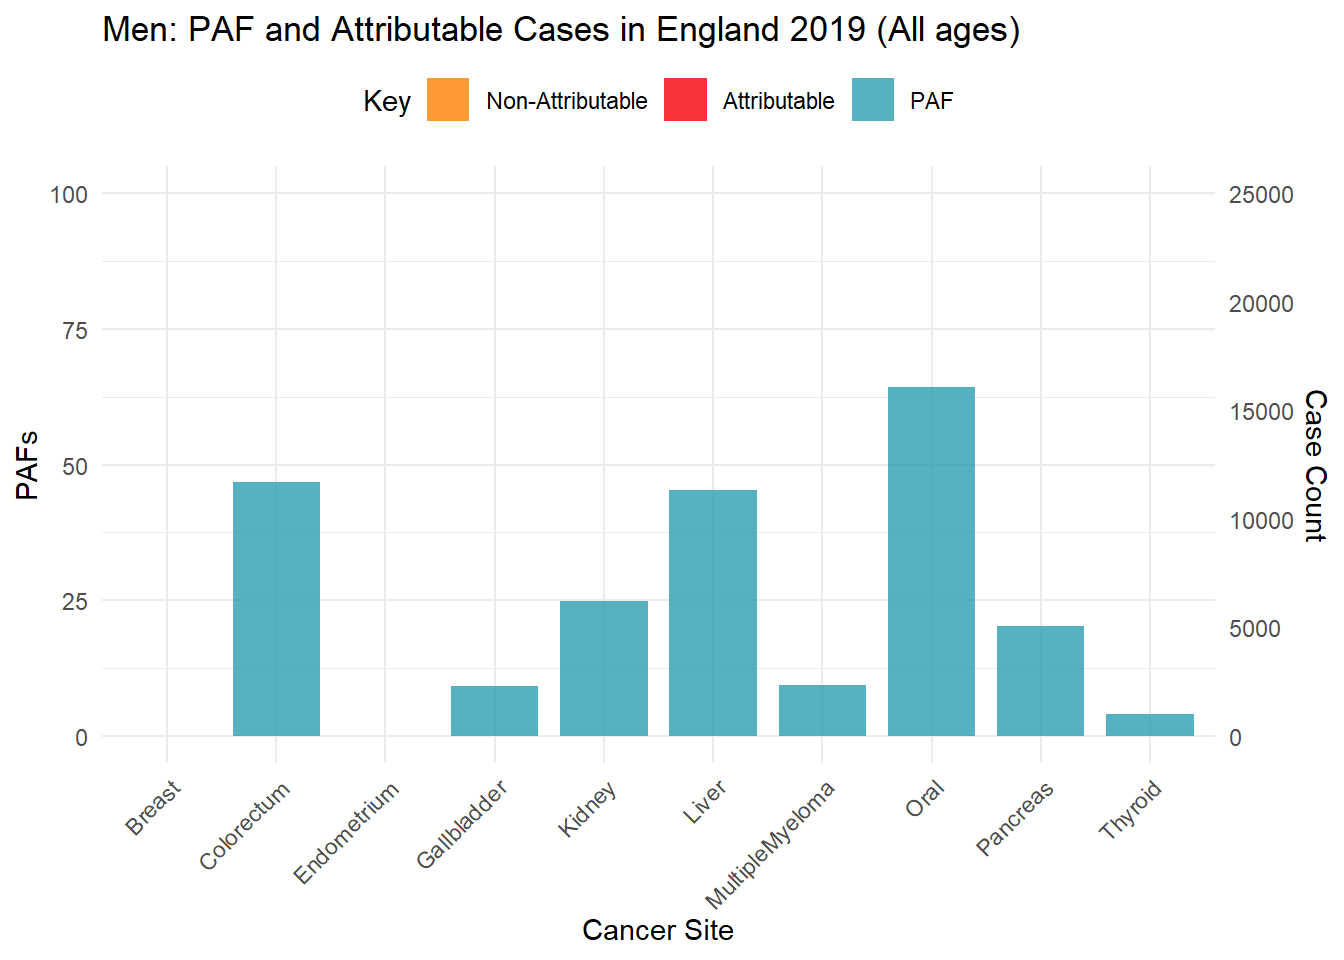 Men: PAF and Attributable Cases in England 2019 (All ages)
Key Non-Attributable Attributable PAF
100
75
50
25
0
PAFs
25000
20000
15000
10000
5000
0
Case Count
Breast
Colorectum
Endometrium
Gallbladder
Kidney
Liver
MultipleMyeloma
Oral
Pancreas
Thyroid
Cancer Site